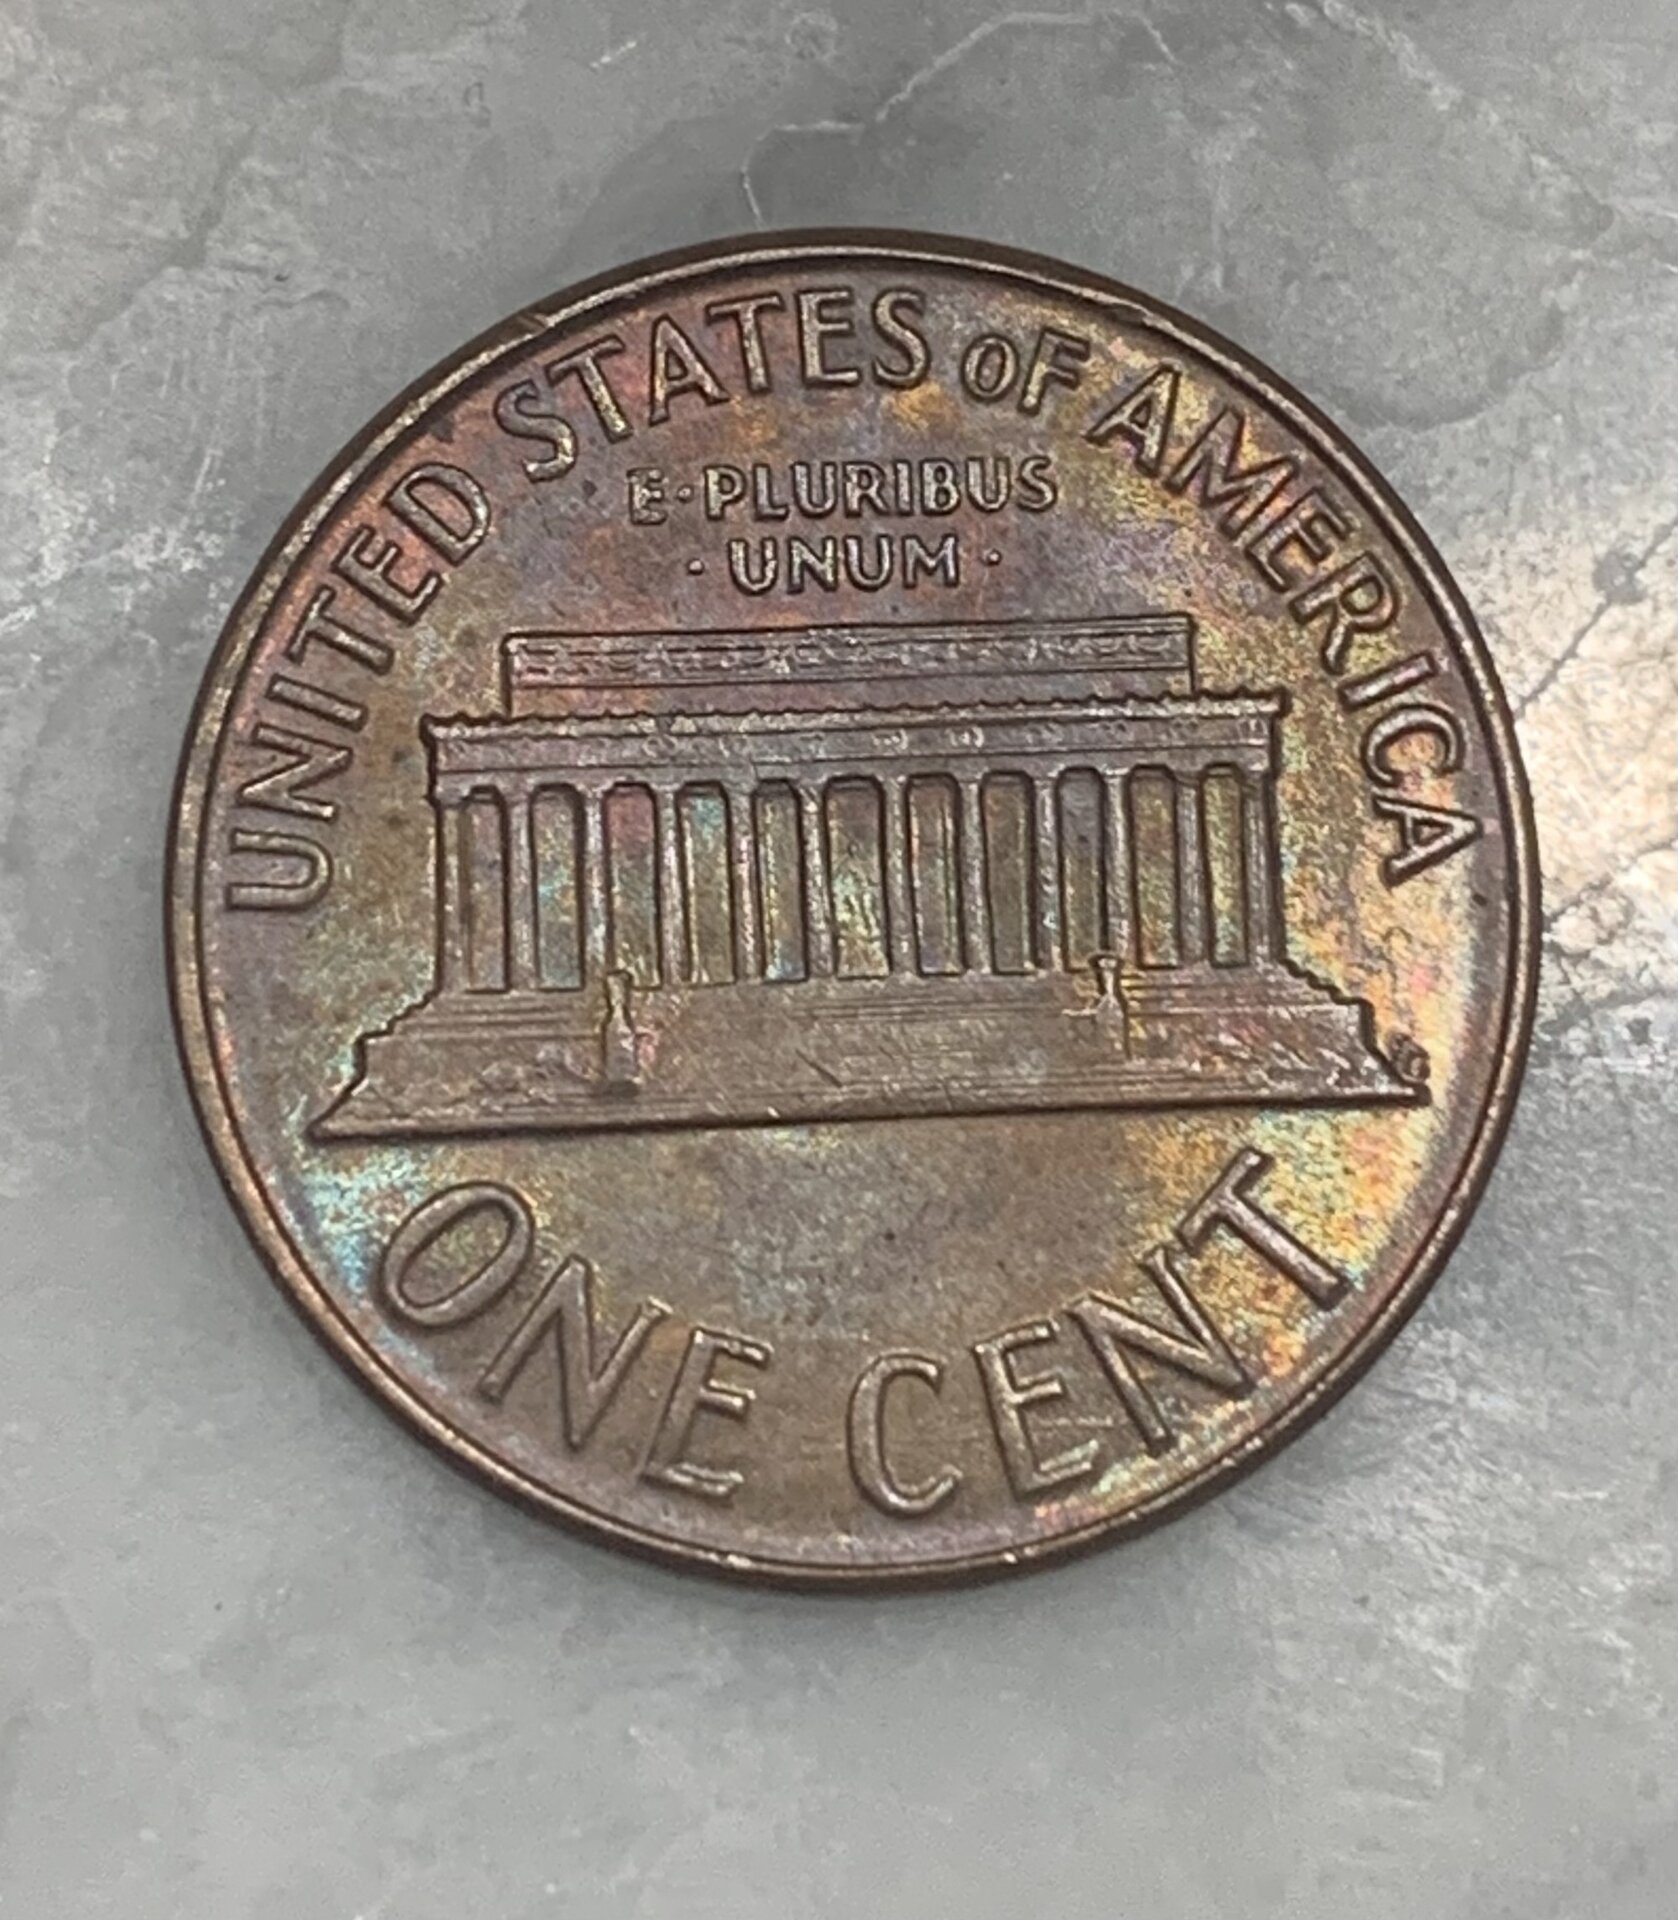 UNITED STATES OF AMERICA
E·PLURIBUS
·UNUM·
ONE CENT